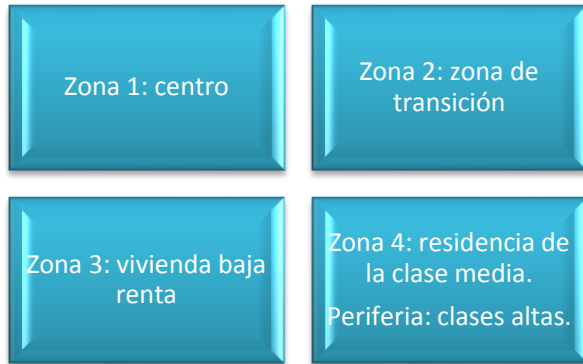 Zona 1: centro
Zona 2: zona de
transición
Zona 3: vivienda baja
renta
Zona 4: residencia de
la clase media.
Periferia: clases altas.